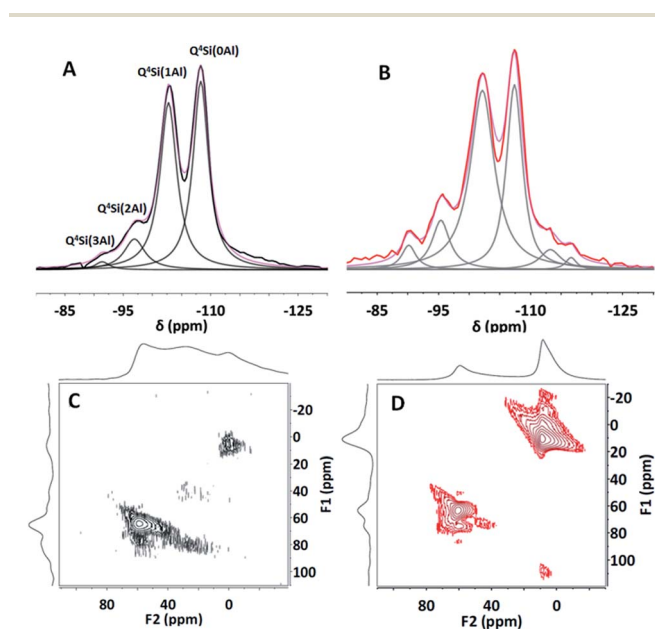 A
Q⁴Si(0Al)
Q⁴Si(1Al)
Q⁴Si(2Al)
Q⁴Si(3Al)
-85 -95 -105 -115 -125
δ (ppm)
B
-85 -95 -105 -115 -125
δ (ppm)
C
-20
0
20
40
60
80
100
F1 (ppm)
80 40 0
F2 (ppm)
D
-20
0
20
40
60
80
100
F1 (ppm)
80 40 0
F2 (ppm)